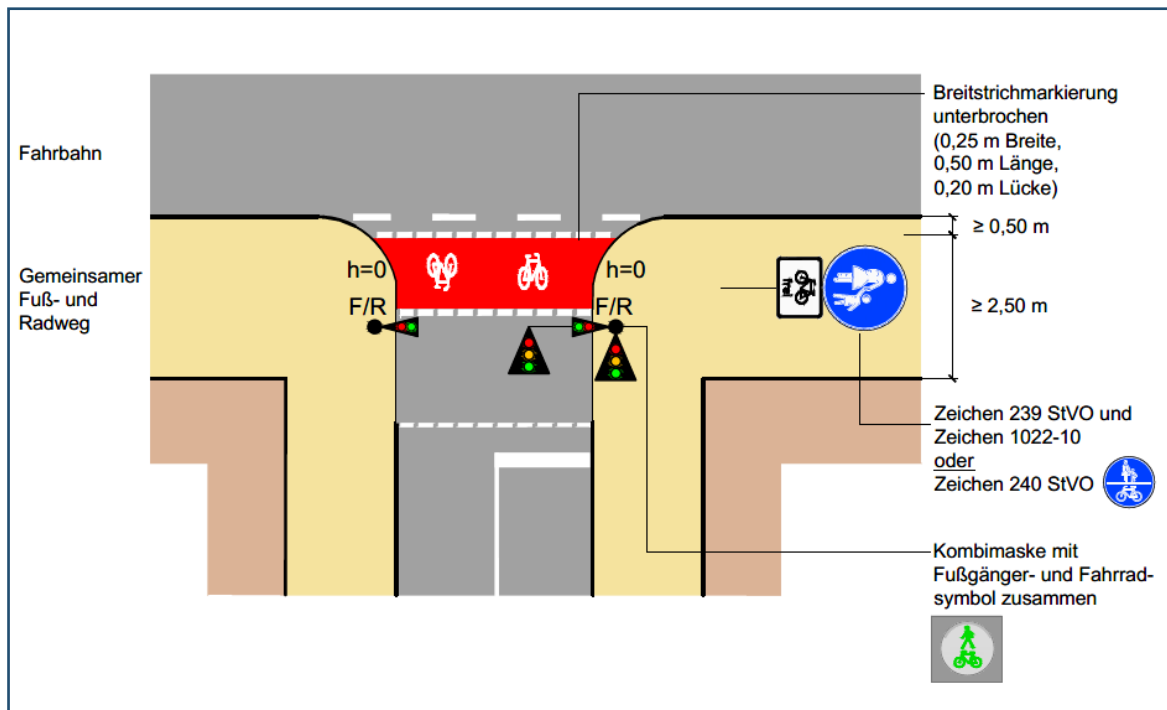 Fahrbahn
Gemeinsamer
Fuß- und
Radweg
h=0
F/R
h=0
F/R
frei
Breitstrichmarkierung
unterbrochen
(0,25 m Breite,
0,50 m Länge,
0,20 m Lücke)
≥ 0,50 m
≥ 2,50 m
Zeichen 239 StVO und
Zeichen 1022-10
oder
Zeichen 240 StVO
Kombimaske mit
Fußgänger- und Fahrrad-
symbol zusammen